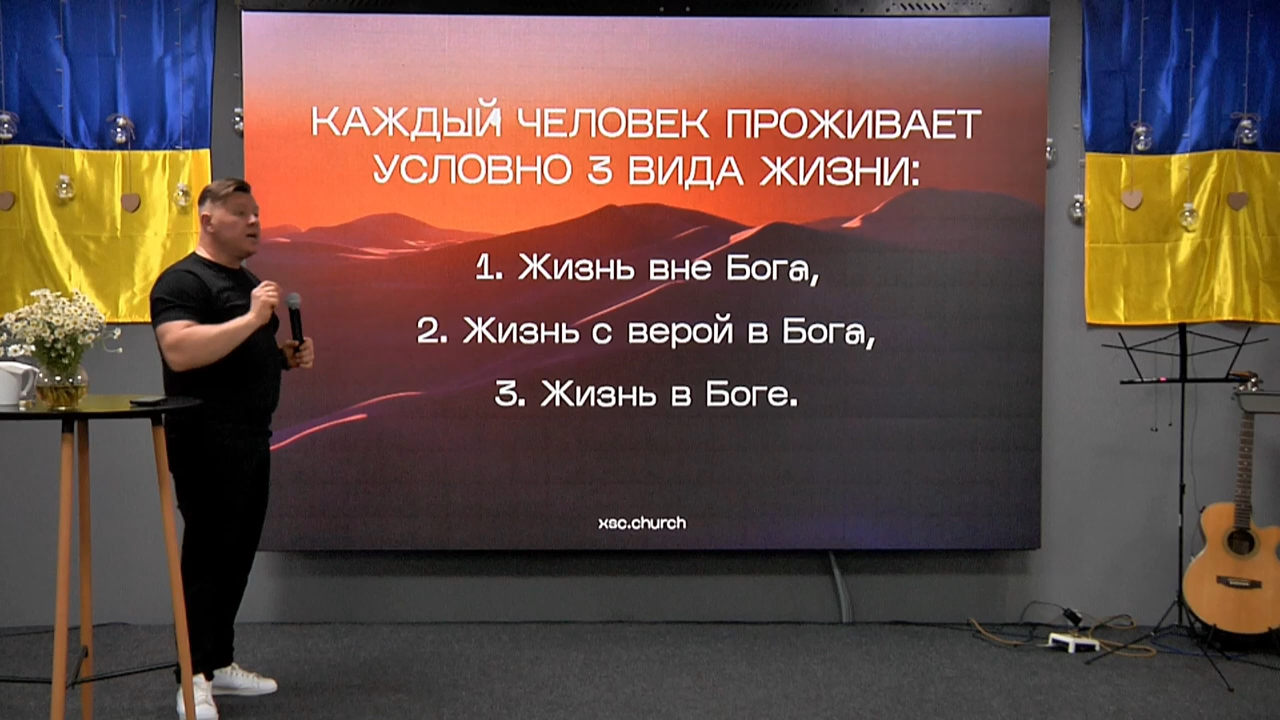 КАЖДЫЙ ЧЕЛОВЕК ПРОЖИВАЕТ
УСЛОВНО 3 ВИДА ЖИЗНИ:
1. Жизнь вне Бога,
2. Жизнь с верой в Бога,
3. Жизнь в Боге.
xsc.church